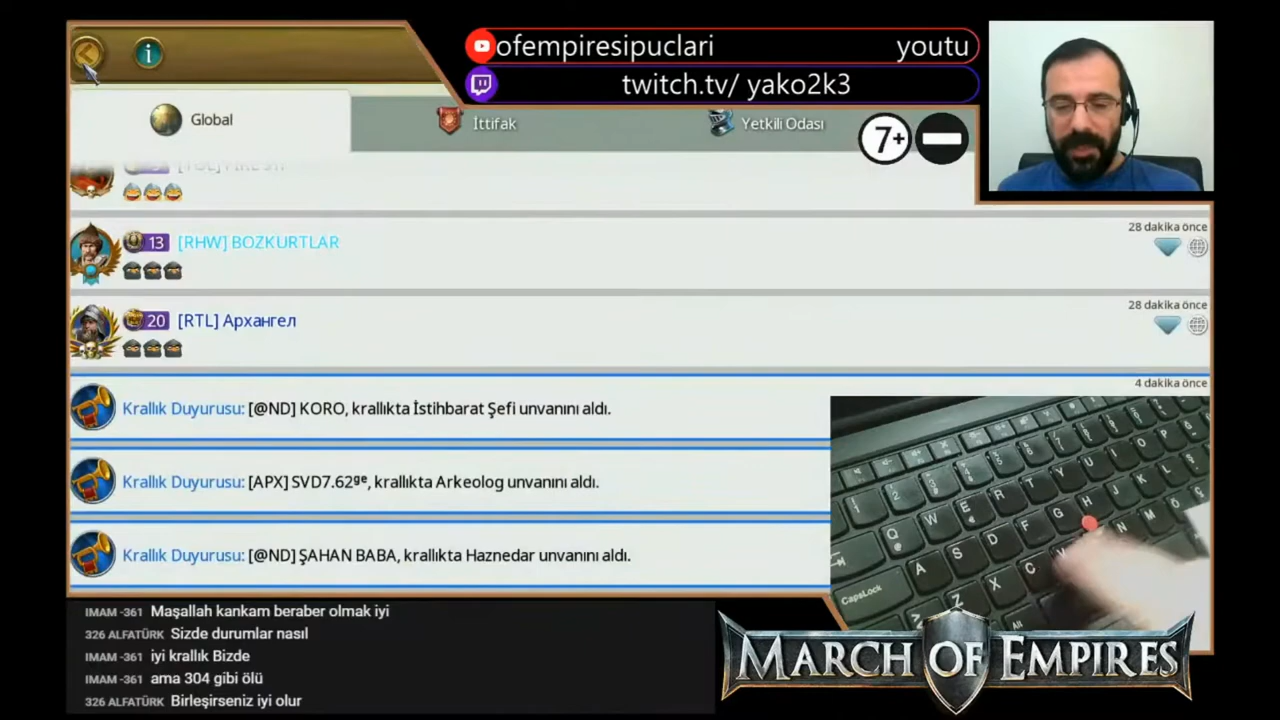 ofempiresipuclari youtu
twitch.tv/ yako2k3
Global
İttifak
Yetkili Odası
7+
28 dakika önce
13 [RHW] BOZKURTLAR
28 dakika önce
20 [RTL] Архангел
4 dakika önce
Krallık Duyurusu: [@ND] KORO, krallıkta İstihbarat Şefi unvanını aldı.
Krallık Duyurusu: [APX] SVD7.62ᵍᵉ, krallıkta Arkeolog unvanını aldı.
Krallık Duyurusu: [@ND] ŞAHAN BABA, krallıkta Haznedar unvanını aldı.
IMAM -361 Maşallah kankam beraber olmak iyi
326 ALFATÜRK Sizde durumlar nasıl
IMAM -361 iyi krallık Bizde
IMAM -361 ama 304 gibi ölü
326 ALFATÜRK Birleşirseniz iyi olur
CapsLock
MARCH OF EMPIRES